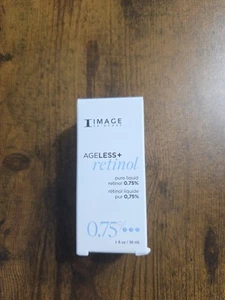 IMAGE
SKINCARE
AGELESS+
retinol
pure liquid
retinol 0.75%
rétinol liquide
pur 0,75%
0.75%
1 fl oz / 30 mL